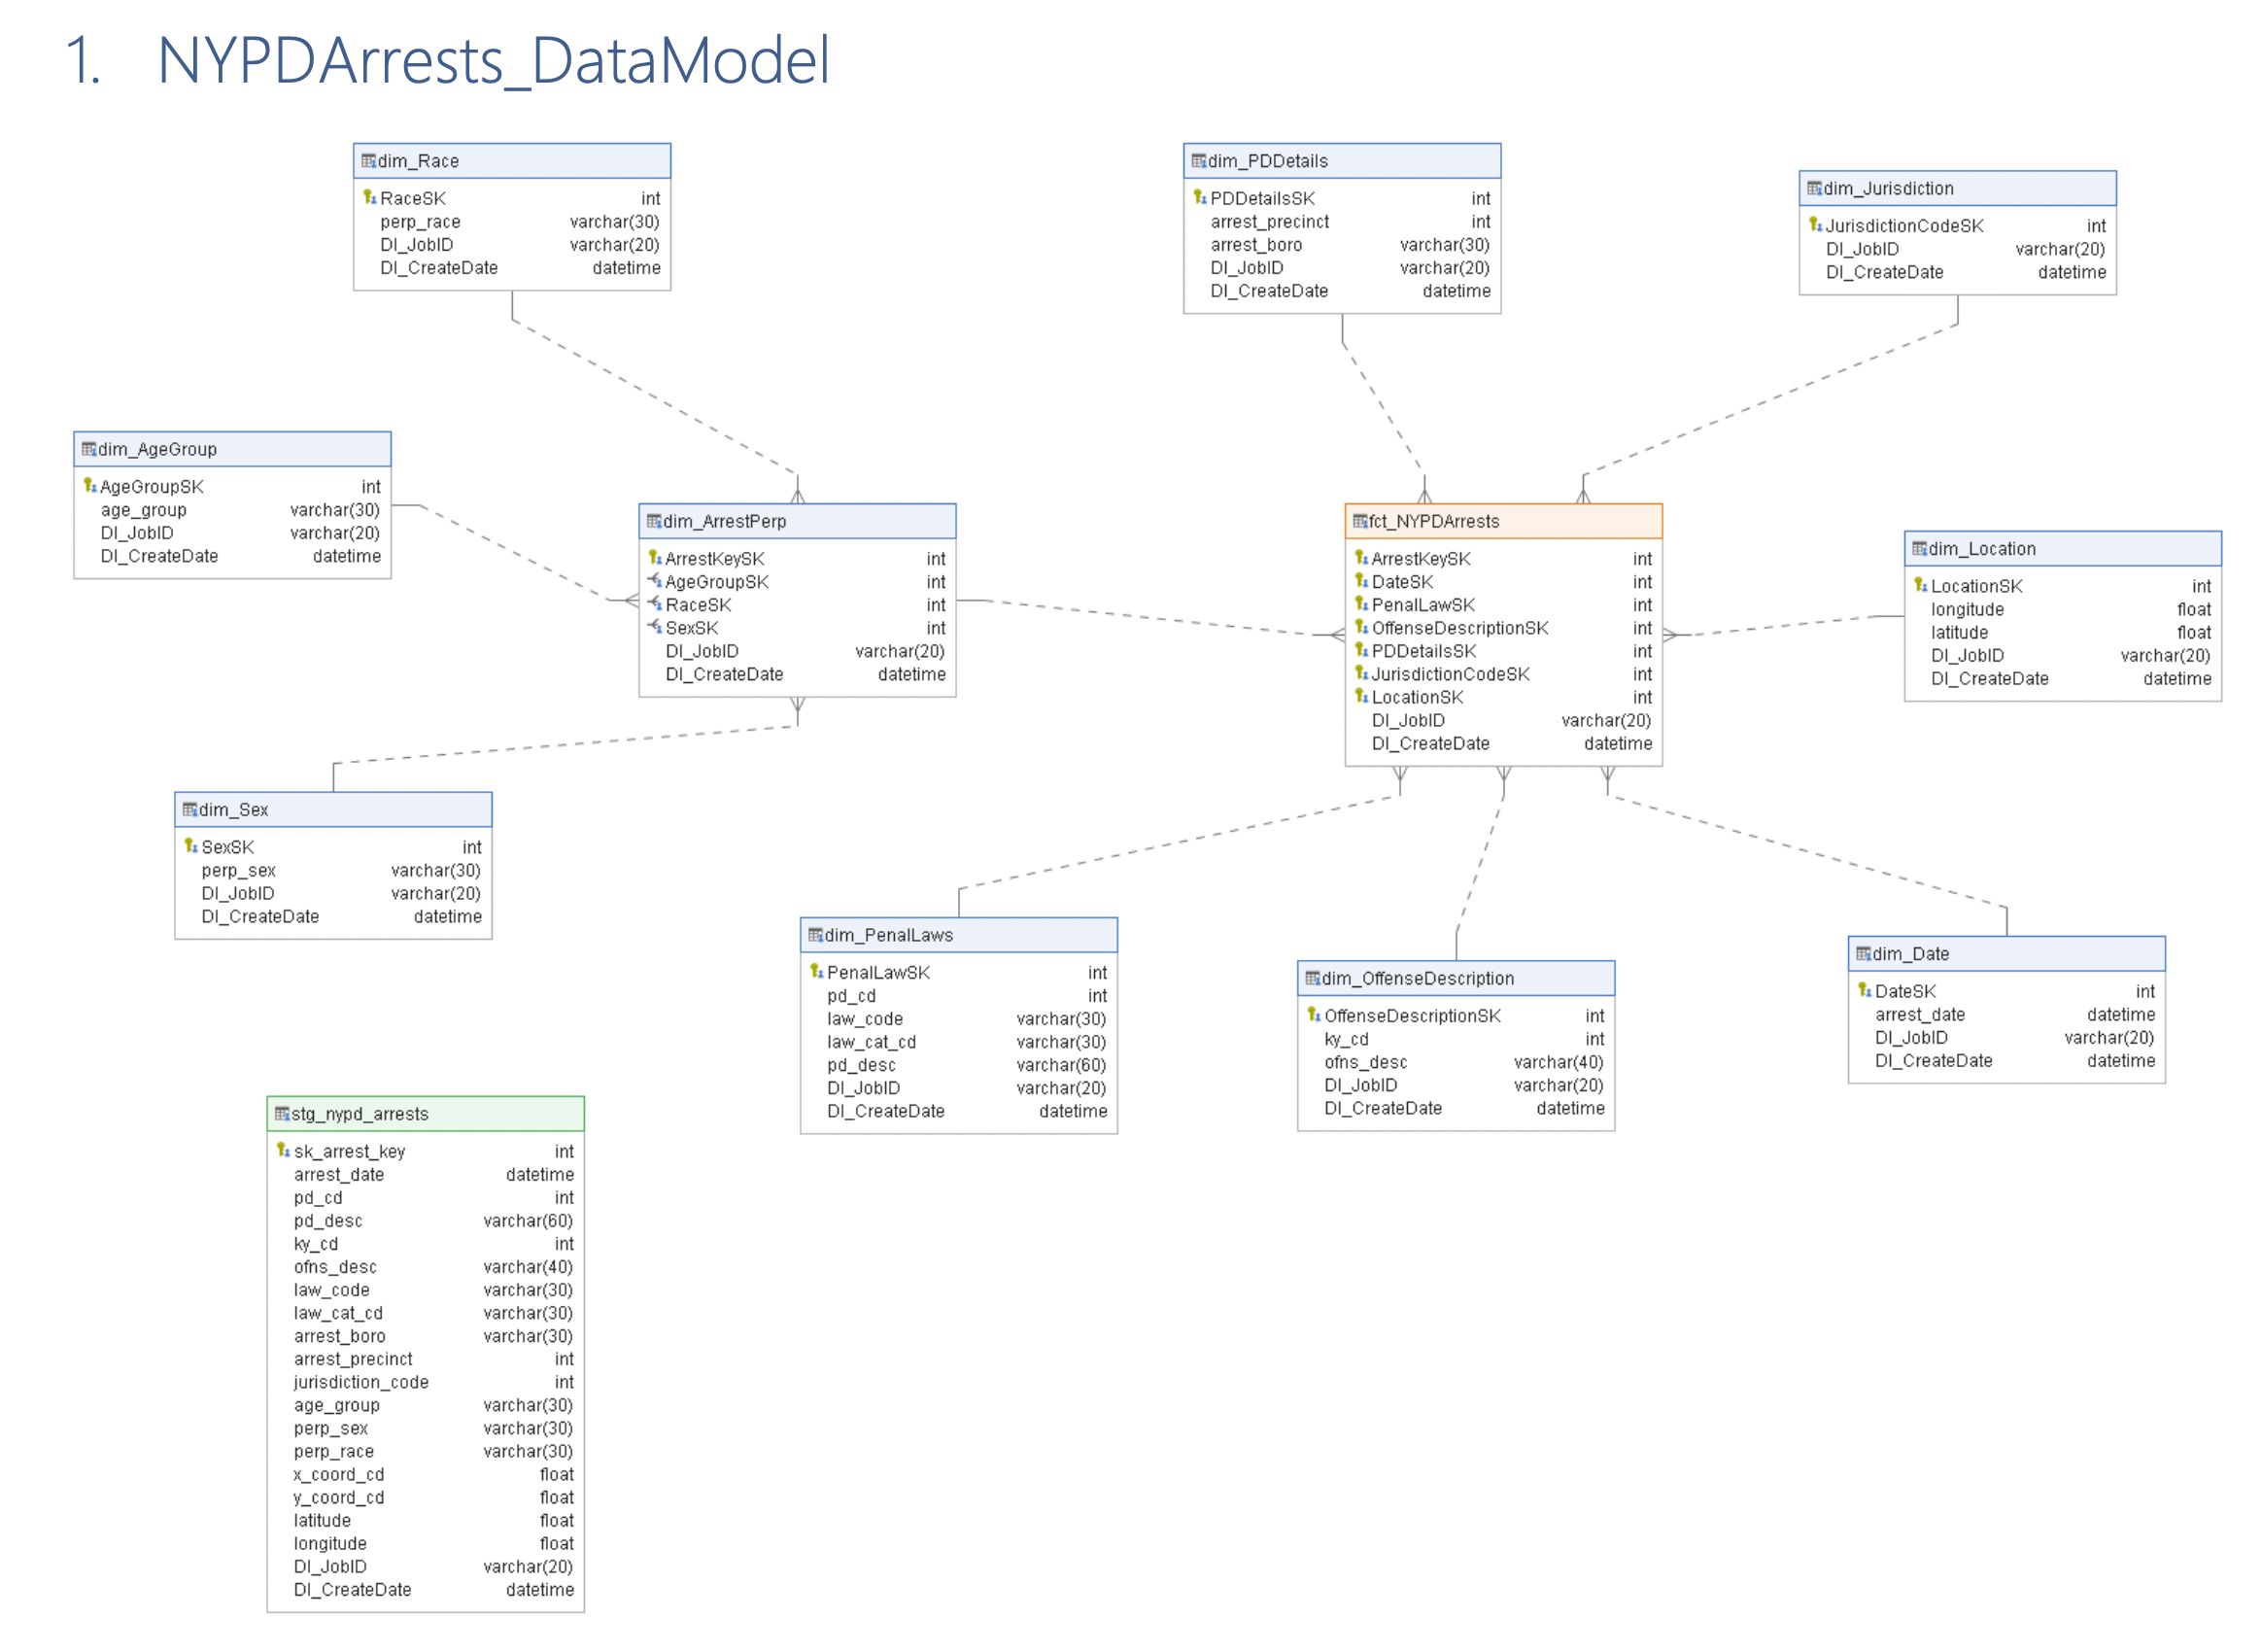 1. NYPDArrests_DataModel
dim_Race
RaceSK int
perp_race varchar(30)
DI_JobID varchar(20)
DI_CreateDate datetime
dim_PDDetails
PDDetailsSK int
arrest_precinct int
arrest_boro varchar(30)
DI_JobID varchar(20)
DI_CreateDate datetime
dim_Jurisdiction
JurisdictionCodeSK int
DI_JobID varchar(20)
DI_CreateDate datetime
dim_AgeGroup
AgeGroupSK int
age_group varchar(30)
DI_JobID varchar(20)
DI_CreateDate datetime
dim_ArrestPerp
ArrestKeySK int
AgeGroupSK int
RaceSK int
SexSK int
DI_JobID varchar(20)
DI_CreateDate datetime
fct_NYPDArrests
ArrestKeySK int
DateSK int
PenalLawSK int
OffenseDescriptionSK int
PDDetailsSK int
JurisdictionCodeSK int
LocationSK int
DI_JobID varchar(20)
DI_CreateDate datetime
dim_Location
LocationSK int
longitude float
latitude float
DI_JobID varchar(20)
DI_CreateDate datetime
dim_Sex
SexSK int
perp_sex varchar(30)
DI_JobID varchar(20)
DI_CreateDate datetime
dim_PenalLaws
PenalLawSK int
pd_cd int
law_code varchar(30)
law_cat_cd varchar(30)
pd_desc varchar(60)
DI_JobID varchar(20)
DI_CreateDate datetime
dim_OffenseDescription
OffenseDescriptionSK int
ky_cd int
ofns_desc varchar(40)
DI_JobID varchar(20)
DI_CreateDate datetime
dim_Date
DateSK int
arrest_date datetime
DI_JobID varchar(20)
DI_CreateDate datetime
stg_nypd_arrests
sk_arrest_key int
arrest_date datetime
pd_cd int
pd_desc varchar(60)
ky_cd int
ofns_desc varchar(40)
law_code varchar(30)
law_cat_cd varchar(30)
arrest_boro varchar(30)
arrest_precinct int
jurisdiction_code int
age_group varchar(30)
perp_sex varchar(30)
perp_race varchar(30)
x_coord_cd float
y_coord_cd float
latitude float
longitude float
DI_JobID varchar(20)
DI_CreateDate datetime